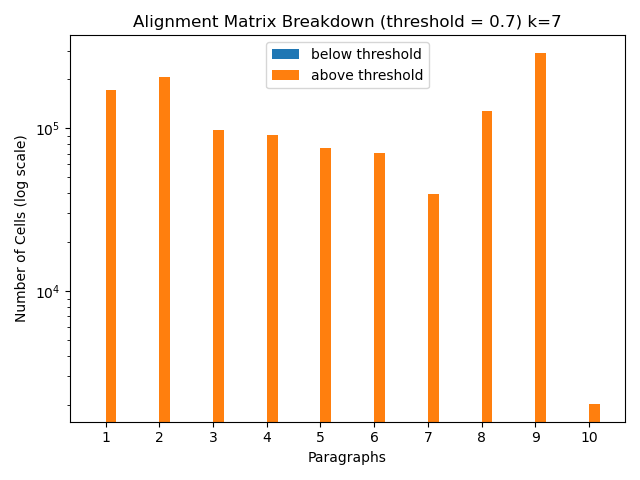 Alignment Matrix Breakdown (threshold = 0.7) k=7
below threshold
above threshold
Number of Cells (log scale)
10⁵
10⁴
1 2 3 4 5 6 7 8 9 10
Paragraphs